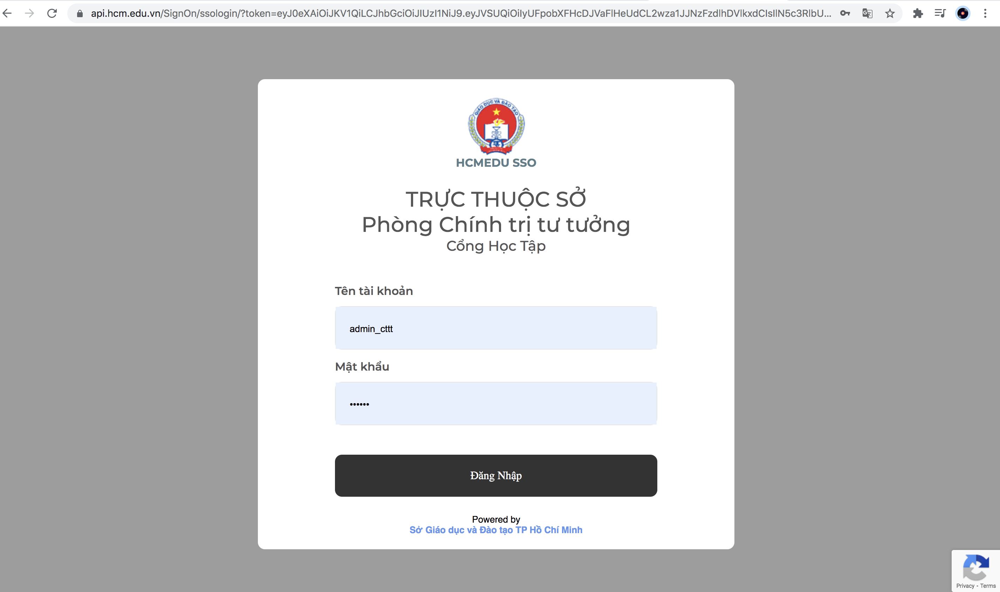 api.hcm.edu.vn/SignOn/ssologin/?token=eyJ0eXAiOiJKV1QiLCJhbGciOiJIUzI1NiJ9.eyJVSUQiOiIyUFpobXFHcDJVaFlHeUdCL2wza1JJNzFzdlhDVlkxdCIsIlN5c3RlbU...
GIÁO DỤC VÀ ĐÀO TẠO
HCMEDU SSO
TRỰC THUỘC SỞ
Phòng Chính trị tư tưởng
Cổng Học Tập
Tên tài khoản
admin_cttt
Mật khẩu
••••••
Đăng Nhập
Powered by
Sở Giáo dục và Đào tạo TP Hồ Chí Minh
Privacy - Terms